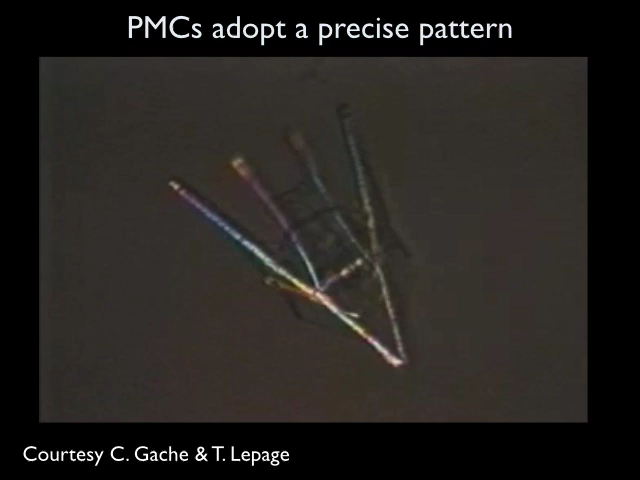 PMCs adopt a precise pattern
Courtesy C. Gache & T. Lepage